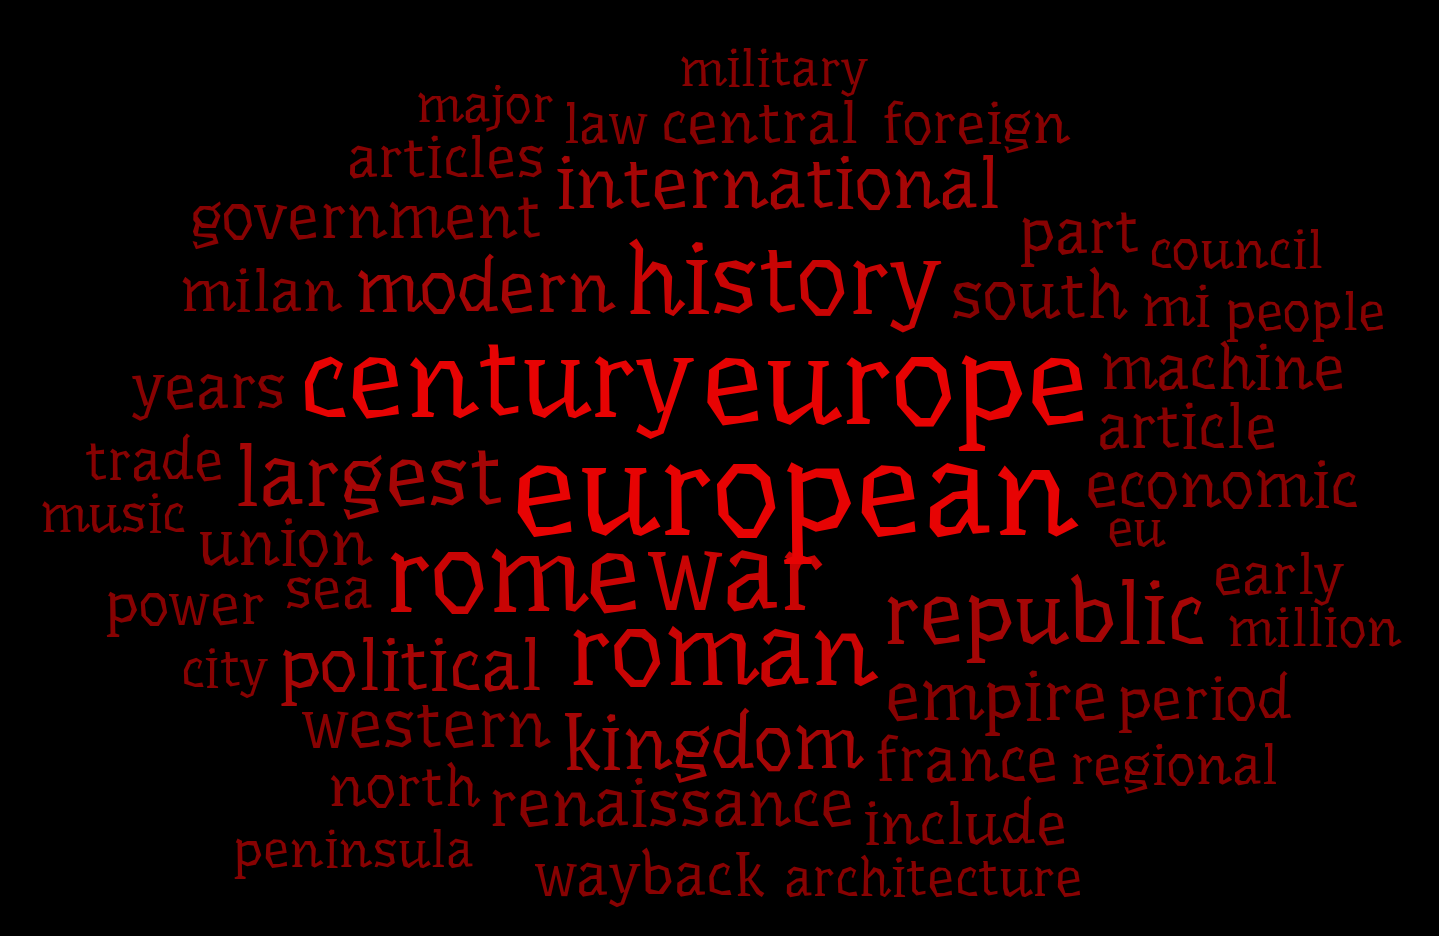 military
major law central foreign
articles international
government part council
milan modern history south mi people
years century europe machine
article
trade largest european economic
music union eu
power sea rome war republic early
million
city political roman
western kingdom empire period
north renaissance france regional
include
peninsula wayback architecture